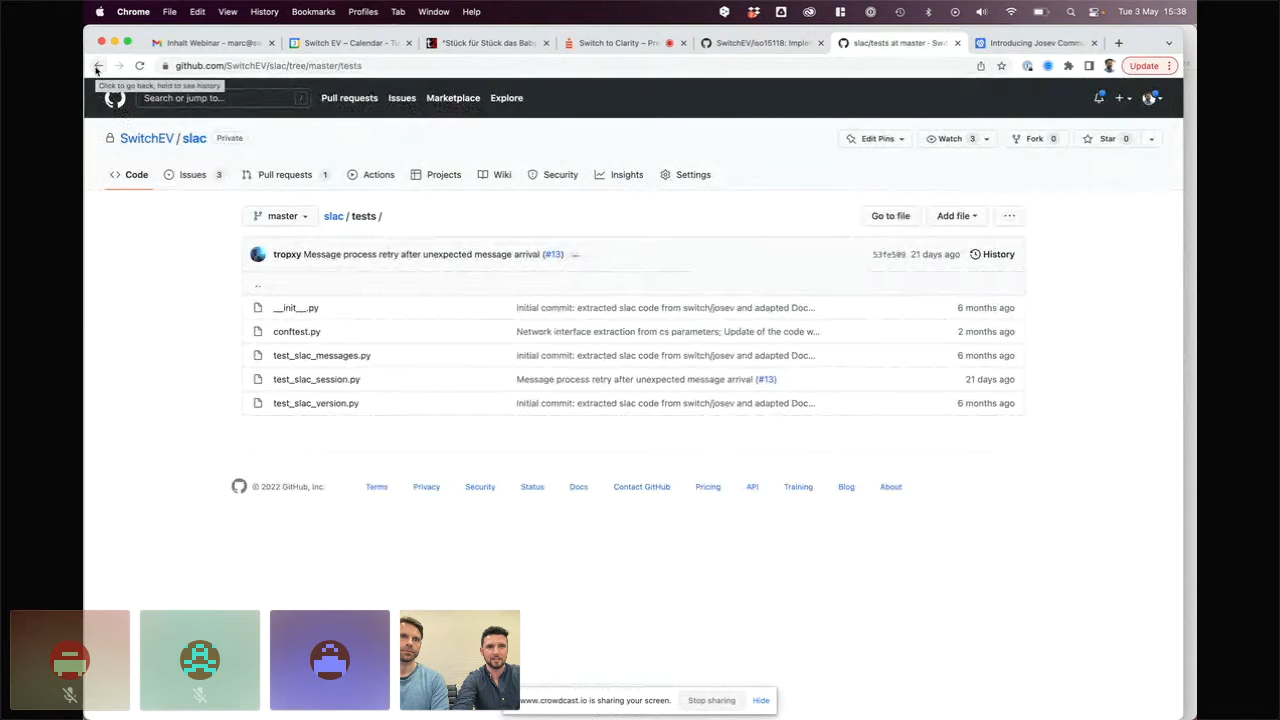 Chrome File Edit View History Bookmarks Profiles Tab Window Help Tue 3 May 15:38
Inhalt Webinar - marc@sw Switch EV – Calendar - Tu "Stück für Stück das Bab Switch to Clarity – Pre SwitchEV/iso15118: Implem slac/tests at master · Swit Introducing Josev Comm
github.com/SwitchEV/slac/tree/master/tests Update
Click to go back, hold to see history
Search or jump to... / Pull requests Issues Marketplace Explore
SwitchEV / slac Private Edit Pins Watch 3 Fork 0 Star 0
Code Issues 3 Pull requests 1 Actions Projects Wiki Security Insights Settings
master slac / tests / Go to file Add file ...
tropxy Message process retry after unexpected message arrival (#13) ... 53fe509 21 days ago History
..
__init__.py Initial commit: extracted slac code from switch/josev and adapted Doc... 6 months ago
conftest.py Network interface extraction from cs parameters; Update of the code w... 2 months ago
test_slac_messages.py Initial commit: extracted slac code from switch/josev and adapted Doc... 6 months ago
test_slac_session.py Message process retry after unexpected message arrival (#13) 21 days ago
test_slac_version.py Initial commit: extracted slac code from switch/josev and adapted Doc... 6 months ago
© 2022 GitHub, Inc. Terms Privacy Security Status Docs Contact GitHub Pricing API Training Blog About
www.crowdcast.io is sharing your screen. Stop sharing Hide